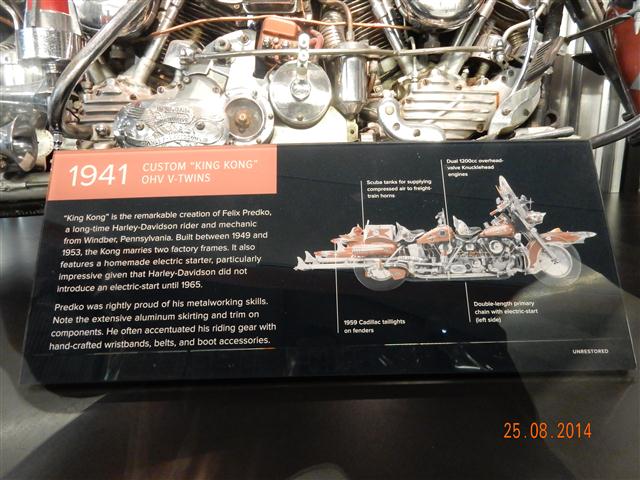 1941
CUSTOM "KING KONG"
OHV V-TWINS
"King Kong" is the remarkable creation of Felix Predko,
a long-time Harley-Davidson rider and mechanic
from Windber, Pennsylvania. Built between 1949 and
1953, the Kong marries two factory frames. It also
features a homemade electric starter, particularly
impressive given that Harley-Davidson did not
introduce an electric-start until 1965.
Predko was rightly proud of his metalworking skills.
Note the extensive aluminum skirting and trim on
components. He often accentuated his riding gear with
hand-crafted wristbands, belts, and boot accessories.
Scuba tanks for supplying
compressed air to freight-
train horns
Dual 1200cc overhead-
valve Knucklehead
engines
1959 Cadillac taillights
on fenders
Double-length primary
chain with electric-start
(left side)
UNRESTORED
25.08.2014